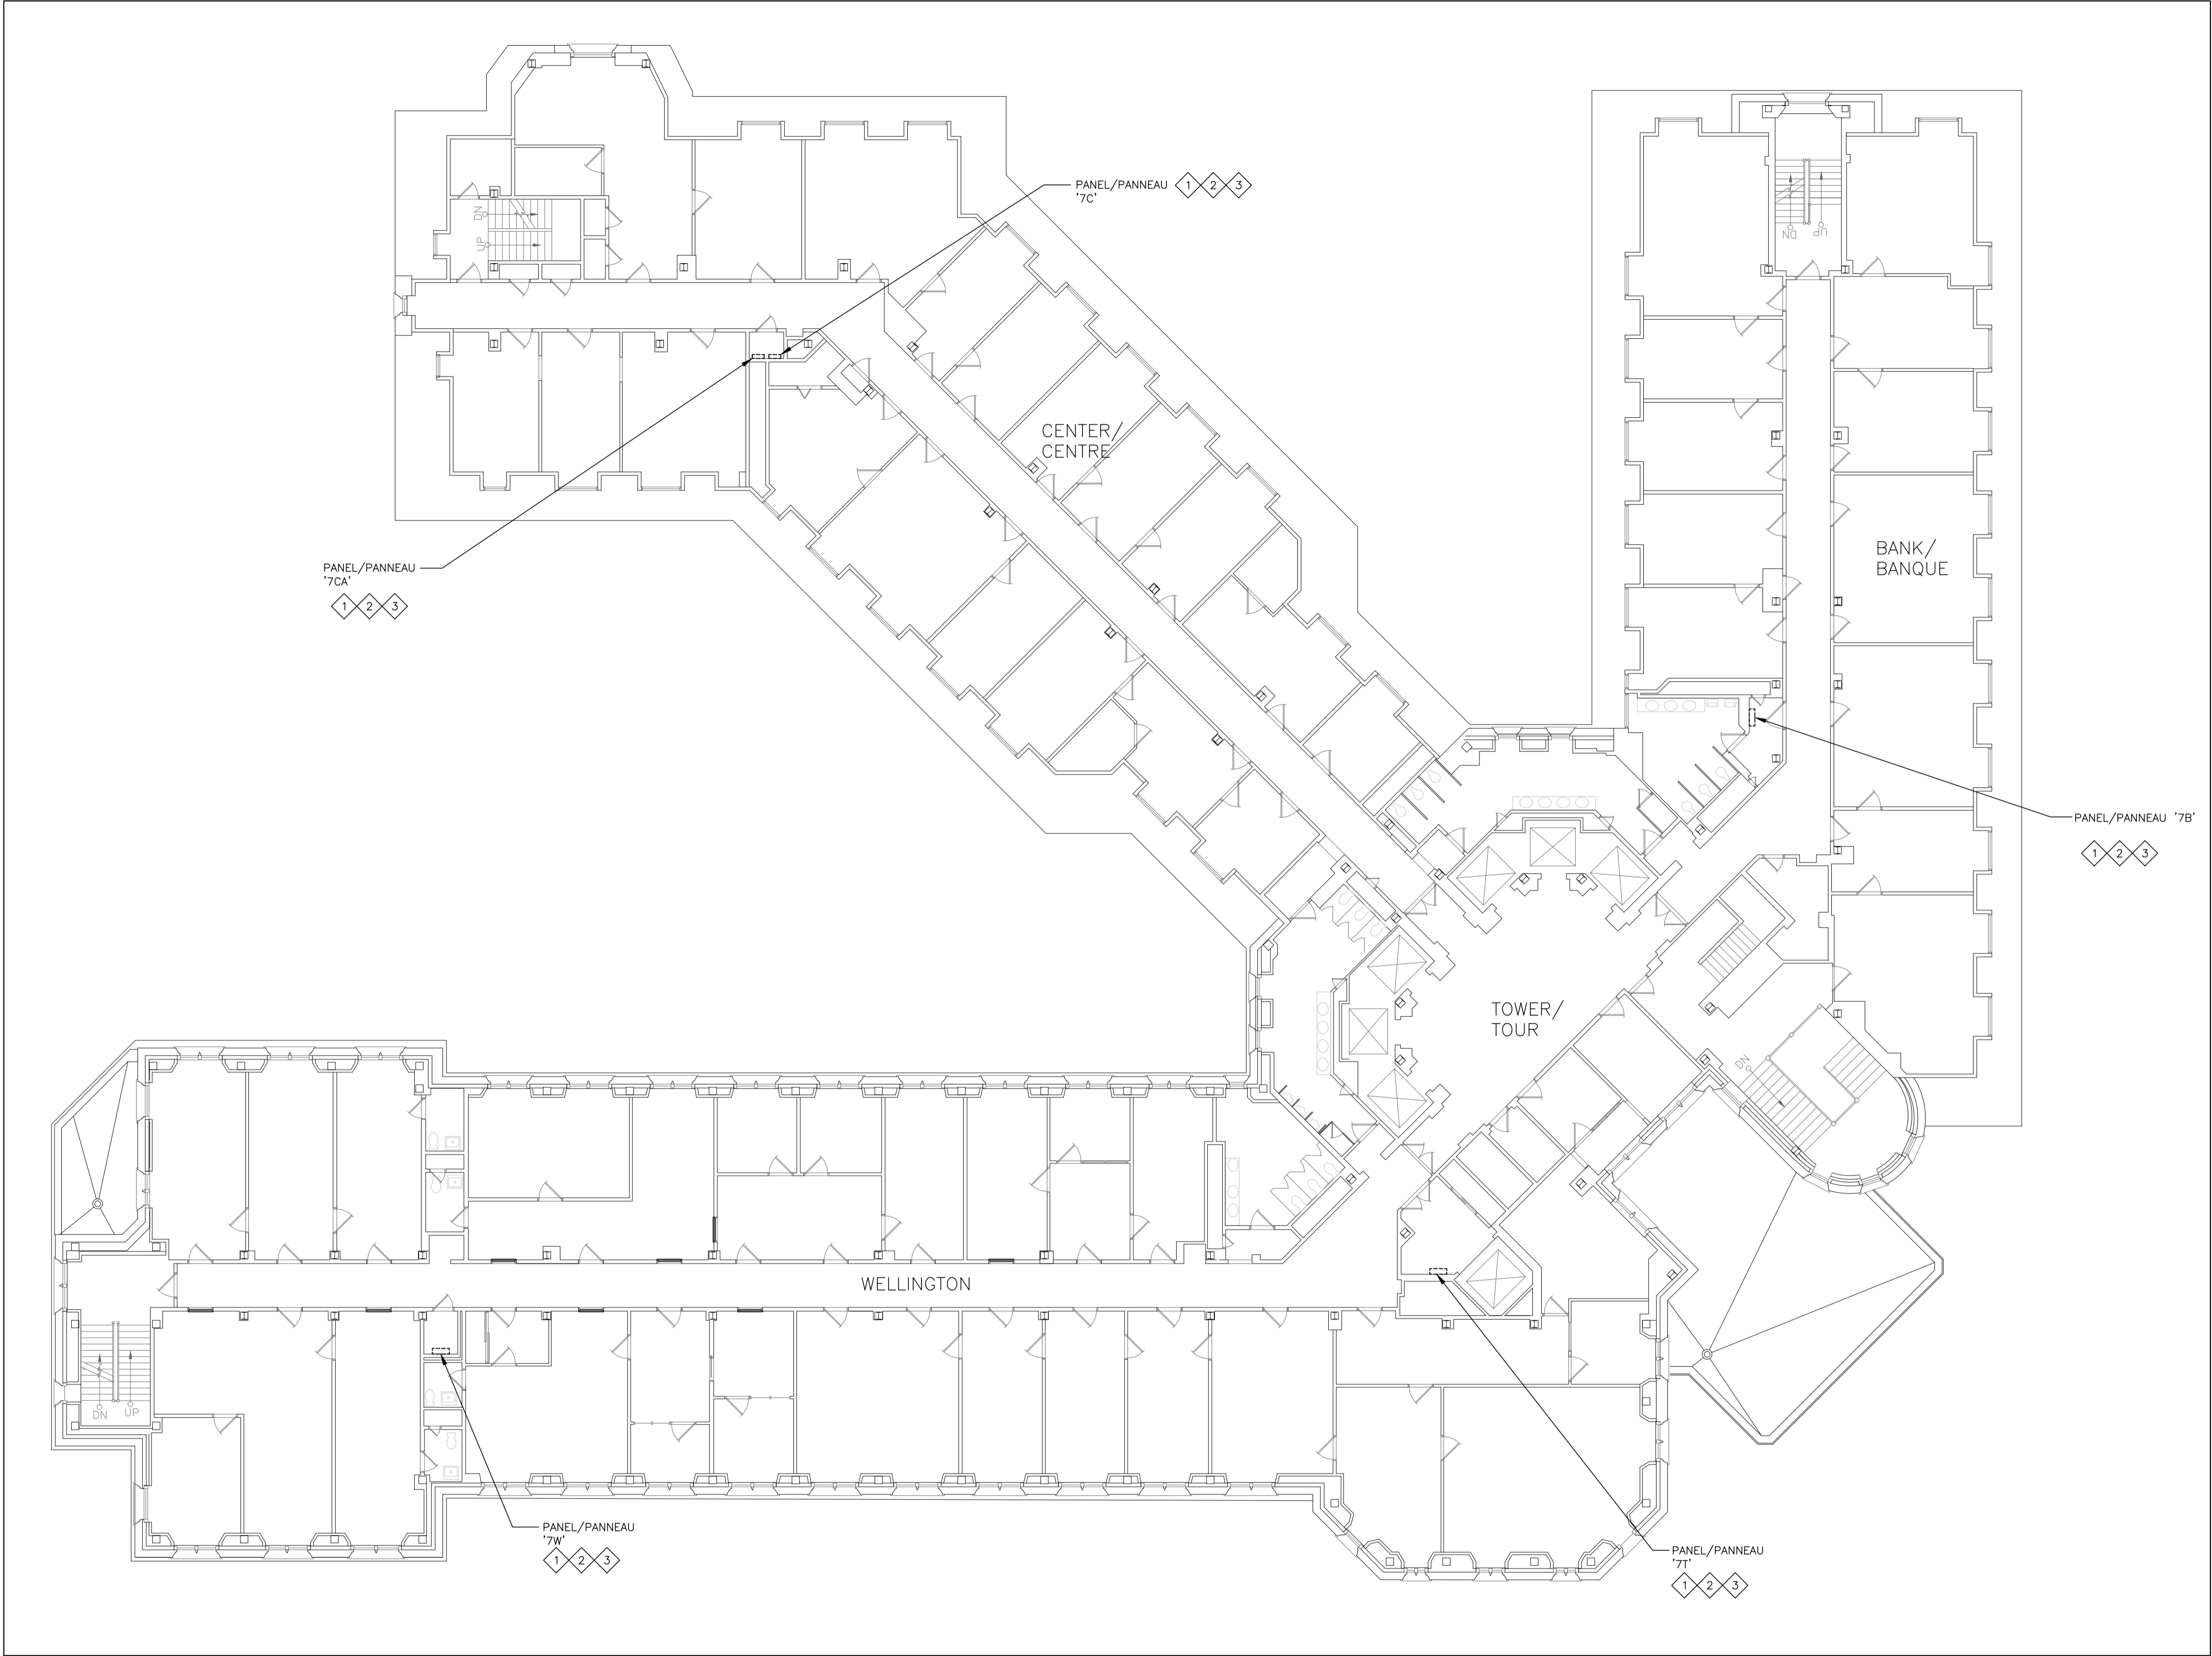 PANEL/PANNEAU 1 2 3
'7C'
DN
UP
DN
UP
CENTER/
CENTRE
BANK/
BANQUE
PANEL/PANNEAU
'7CA'
1 2 3
PANEL/PANNEAU '7B'
1 2 3
TOWER/
TOUR
DN
WELLINGTON
DN
UP
PANEL/PANNEAU
'7W'
1 2 3
PANEL/PANNEAU
'7T'
1 2 3